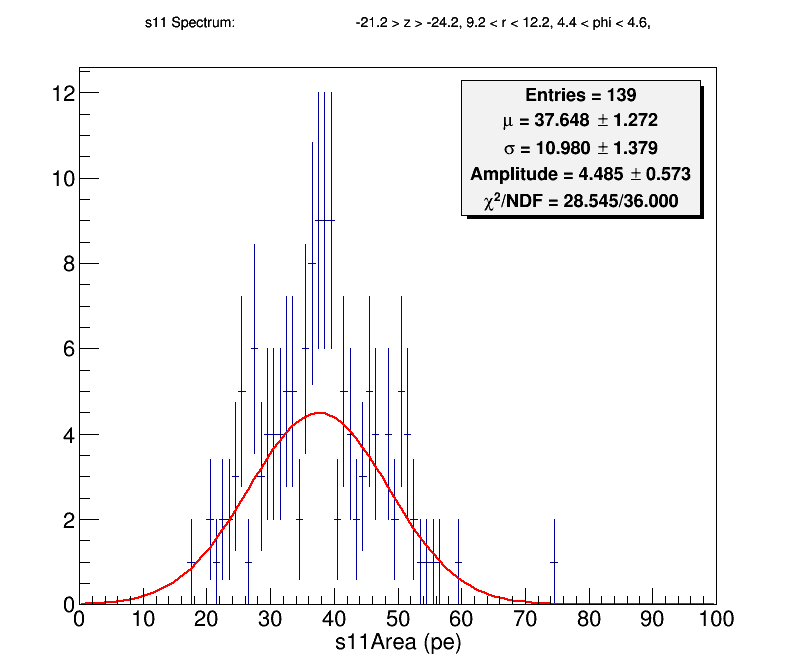 s11 Spectrum: -21.2 > z > -24.2, 9.2 < r < 12.2, 4.4 < phi < 4.6,
Entries = 139
μ = 37.648 ± 1.272
σ = 10.980 ± 1.379
Amplitude = 4.485 ± 0.573
χ²/NDF = 28.545/36.000
12
10
8
6
4
2
0
0 10 20 30 40 50 60 70 80 90 100
s11Area (pe)